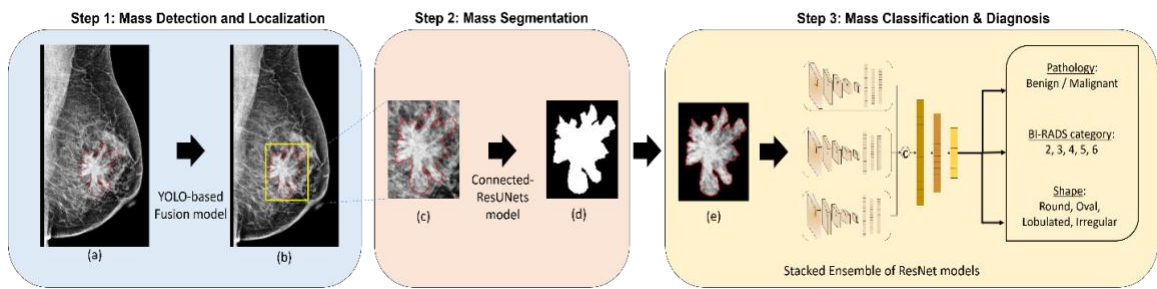 Step 1: Mass Detection and Localization
Step 2: Mass Segmentation
Step 3: Mass Classification & Diagnosis
YOLO-based
Fusion model
(a)
(b)
Connected-
ResUNets
model
(c)
(d)
(e)
C
Pathology:
Benign / Malignant
BI-RADS category:
2, 3, 4, 5, 6
Shape:
Round, Oval,
Lobulated, Irregular
Stacked Ensemble of ResNet models